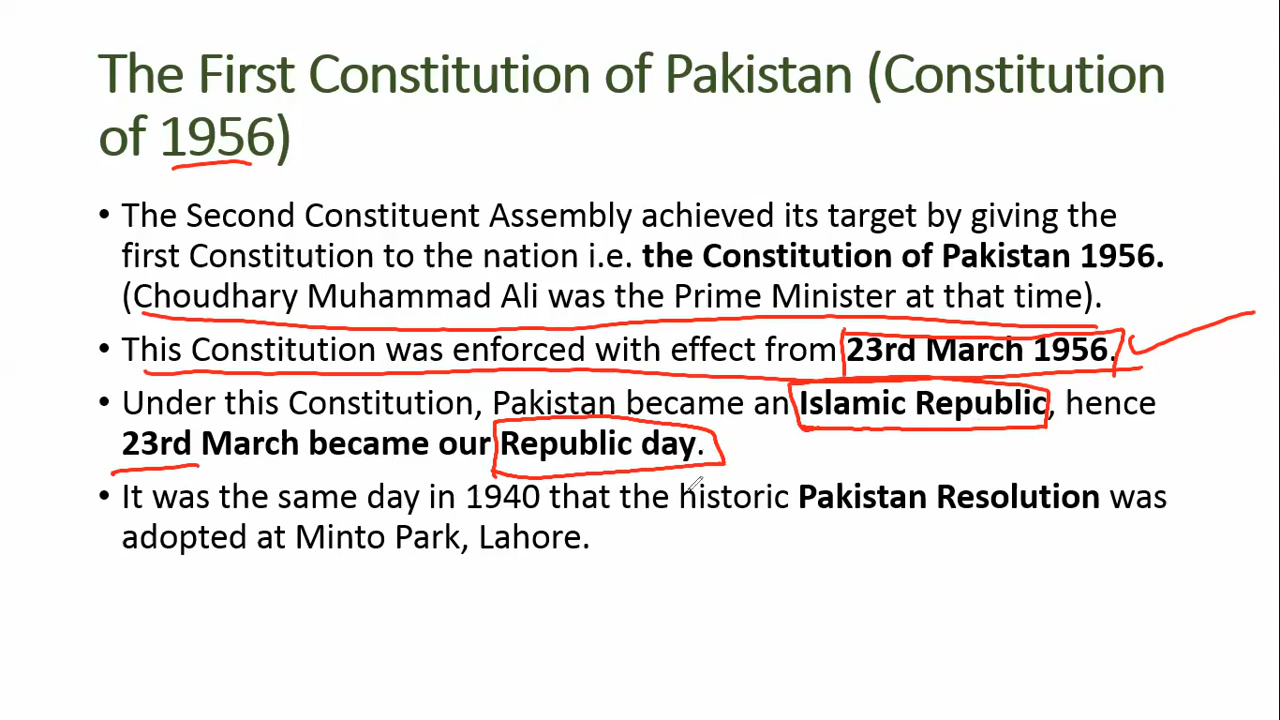 The First Constitution of Pakistan (Constitution
of 1956)
• The Second Constituent Assembly achieved its target by giving the
first Constitution to the nation i.e. the Constitution of Pakistan 1956.
(Choudhary Muhammad Ali was the Prime Minister at that time).
• This Constitution was enforced with effect from 23rd March 1956.
• Under this Constitution, Pakistan became an Islamic Republic, hence
23rd March became our Republic day.
• It was the same day in 1940 that the historic Pakistan Resolution was
adopted at Minto Park, Lahore.